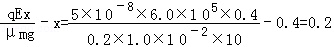 qEx/μmg - x = 5×10⁻⁸×6.0×10⁵×0.4/0.2×1.0×10⁻²×10 - 0.4=0.2